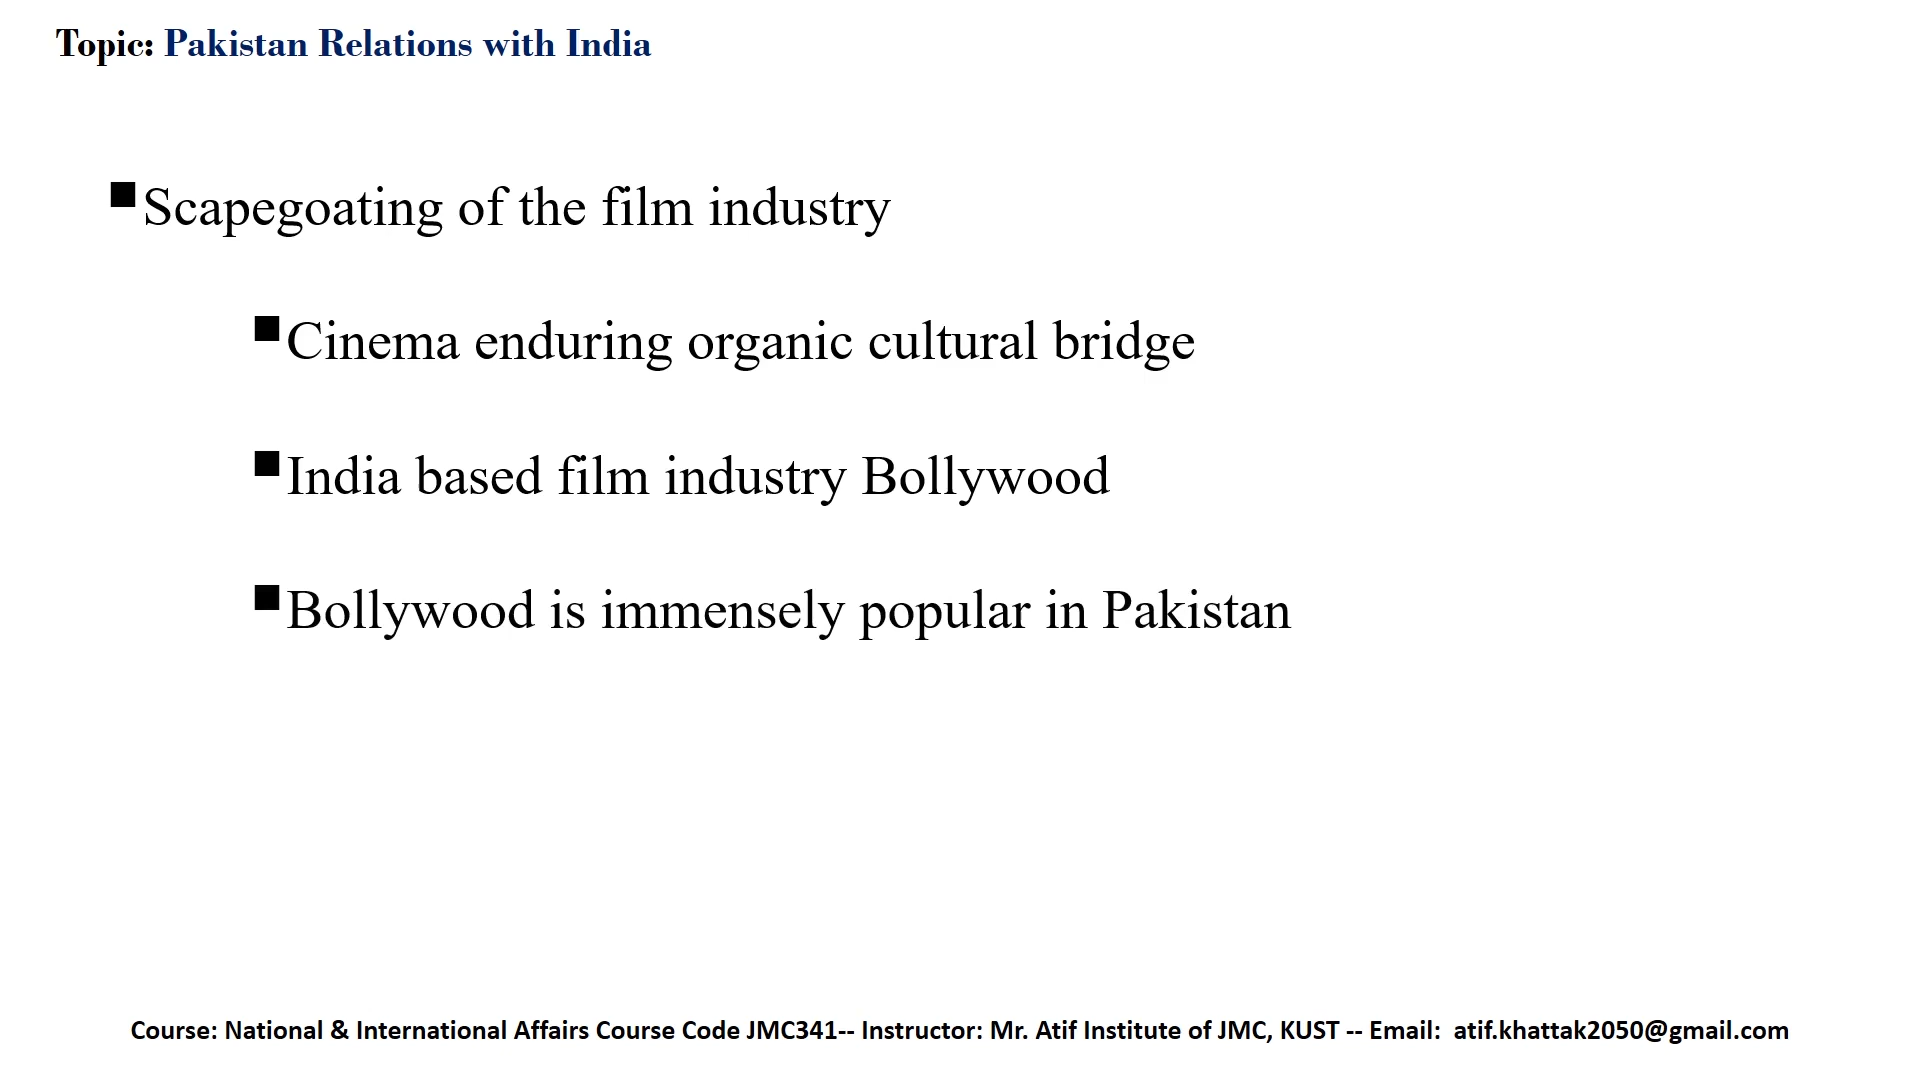 Topic: Pakistan Relations with India
Scapegoating of the film industry
Cinema enduring organic cultural bridge
India based film industry Bollywood
Bollywood is immensely popular in Pakistan
Course: National & International Affairs Course Code JMC341-- Instructor: Mr. Atif Institute of JMC, KUST -- Email: atif.khattak2050@gmail.com